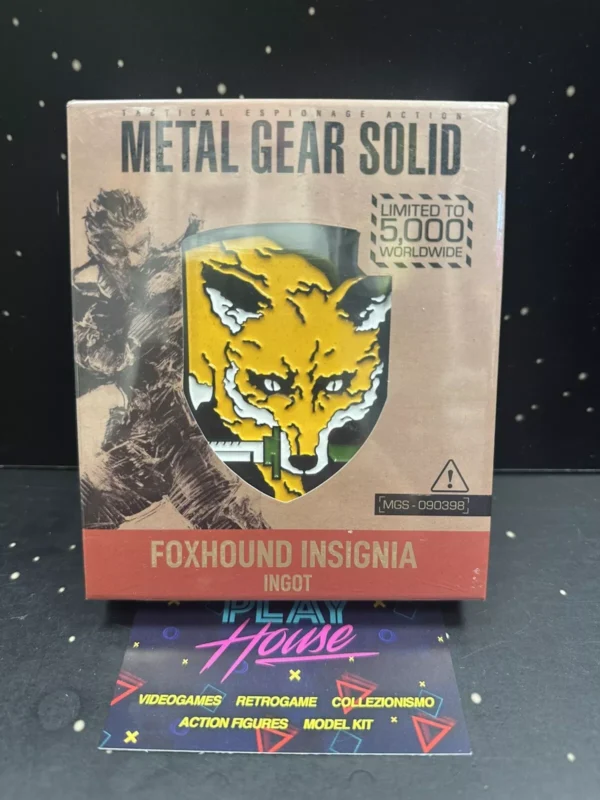 TACTICAL ESPIONAGE ACTION
METAL GEAR SOLID
LIMITED TO
5,000
WORLDWIDE
MGS - 090398
FOXHOUND INSIGNIA
INGOT
PLAY
House
VIDEOGAMES RETROGAME COLLEZIONISMO
ACTION FIGURES MODEL KIT